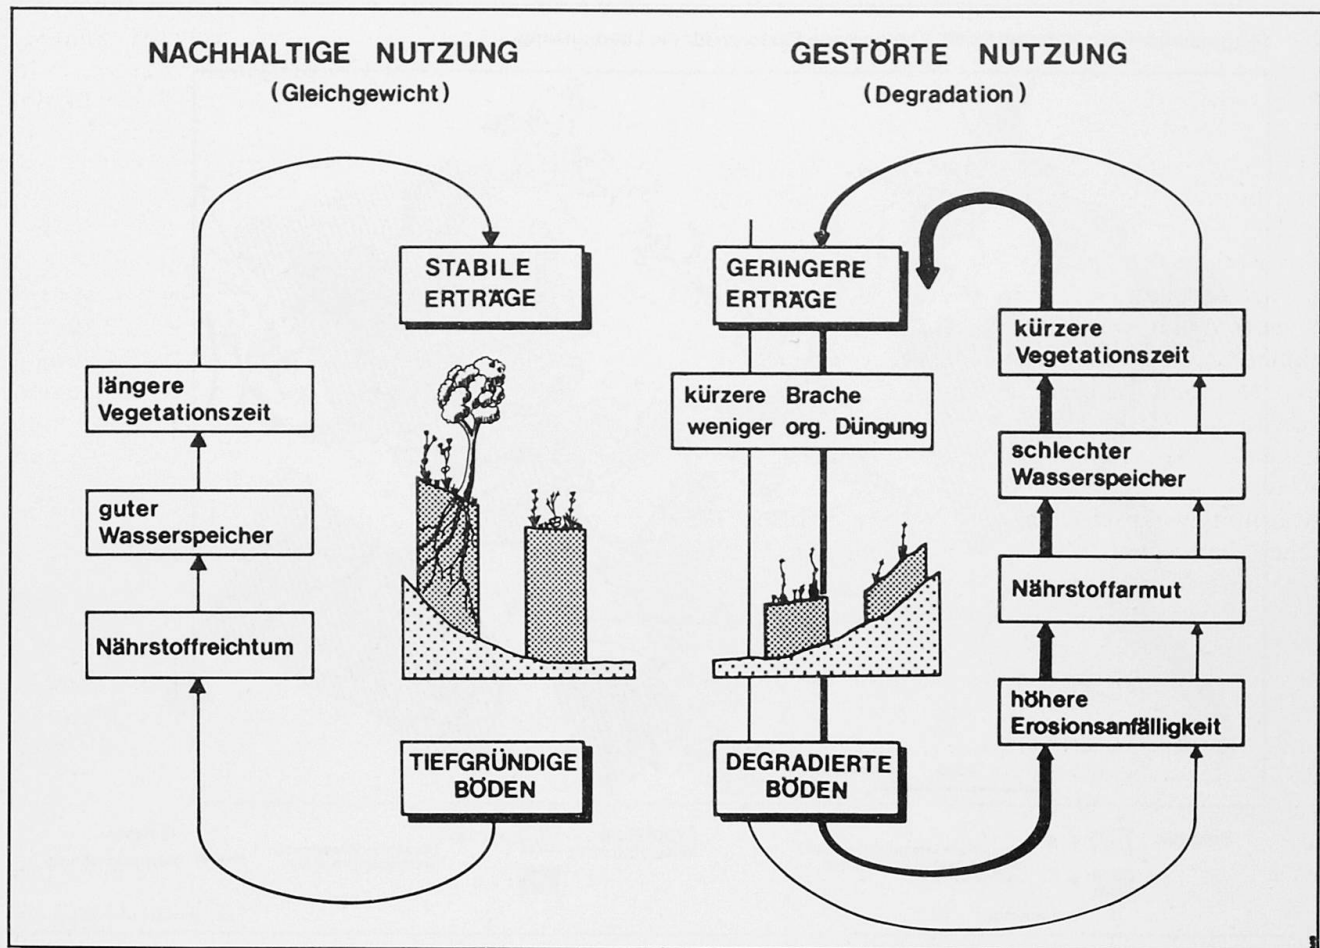 NACHHALTIGE NUTZUNG
(Gleichgewicht)
STABILE
ERTRÄGE
längere
Vegetationszeit
guter
Wasserspeicher
Nährstoffreichtum
TIEFGRÜNDIGE
BÖDEN
GESTÖRTE NUTZUNG
(Degradation)
GERINGERE
ERTRÄGE
kürzere Brache
weniger org. Düngung
kürzere
Vegetationszeit
schlechter
Wasserspeicher
Nährstoffarmut
höhere
Erosionsanfälligkeit
DEGRADIERTE
BÖDEN